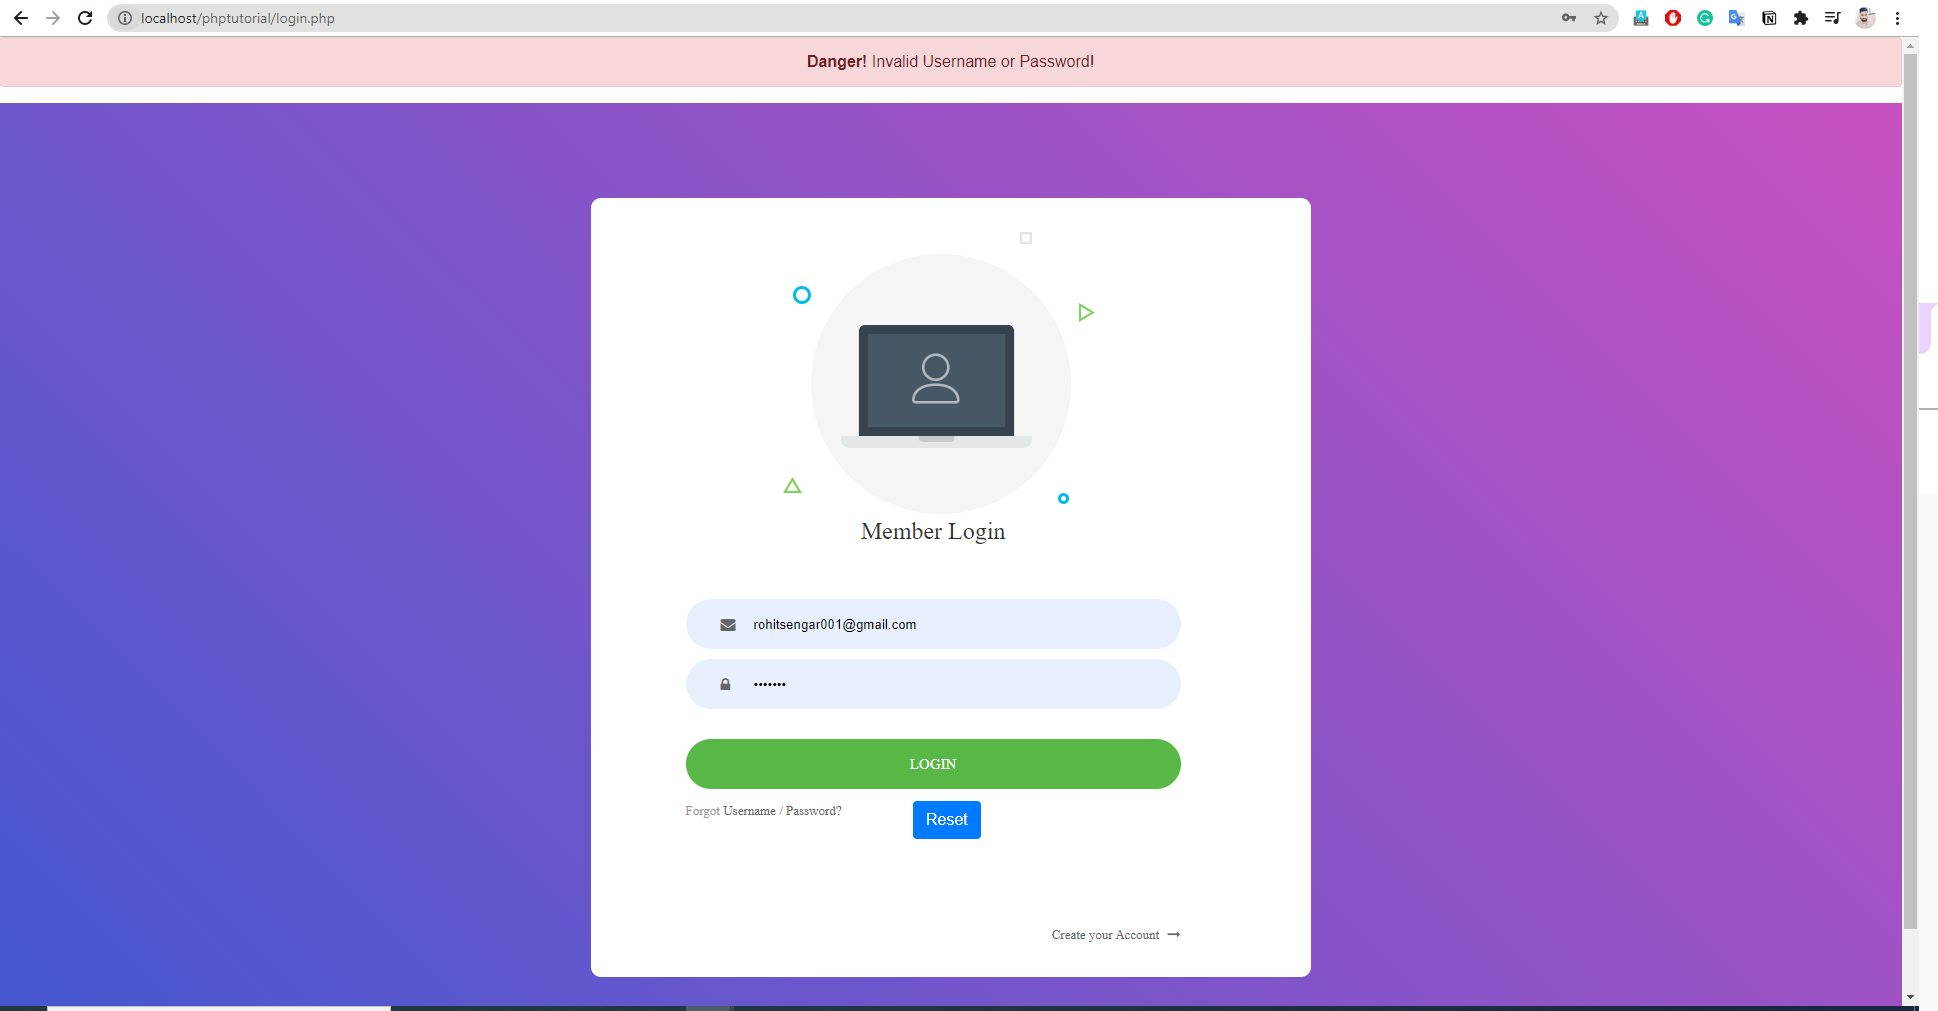 localhost/phptutorial/login.php
Danger! Invalid Username or Password!
Member Login
rohitsengar001@gmail.com
•••••••
LOGIN
Forgot Username / Password?
Reset
Create your Account